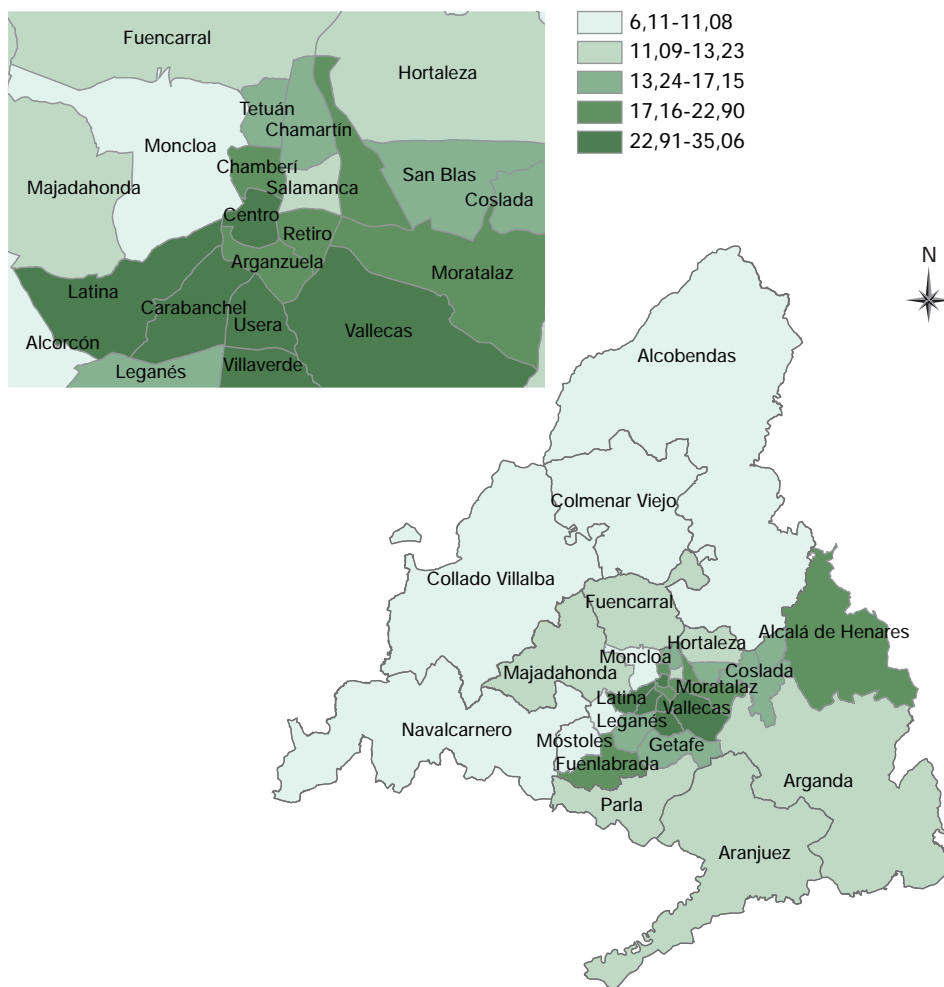 Fuencarral
Hortaleza
Tetuán
Chamartín
Moncloa
Chamberí
San Blas
Majadahonda
Salamanca
Coslada
Centro
Retiro
Arganzuela
Moratalaz
Latina
Carabanchel
Usera
Vallecas
Alcorcón
Villaverde
Leganés
6,11-11,08
11,09-13,23
13,24-17,15
17,16-22,90
22,91-35,06
N
Alcobendas
Colmenar Viejo
Collado Villalba
Fuencarral
Alcalá de Henares
Hortaleza
Moncloa
Majadahonda
Coslada
Moratalaz
Latina
Vallecas
Navalcarnero
Leganés
Móstoles
Getafe
Fuenlabrada
Arganda
Parla
Aranjuez